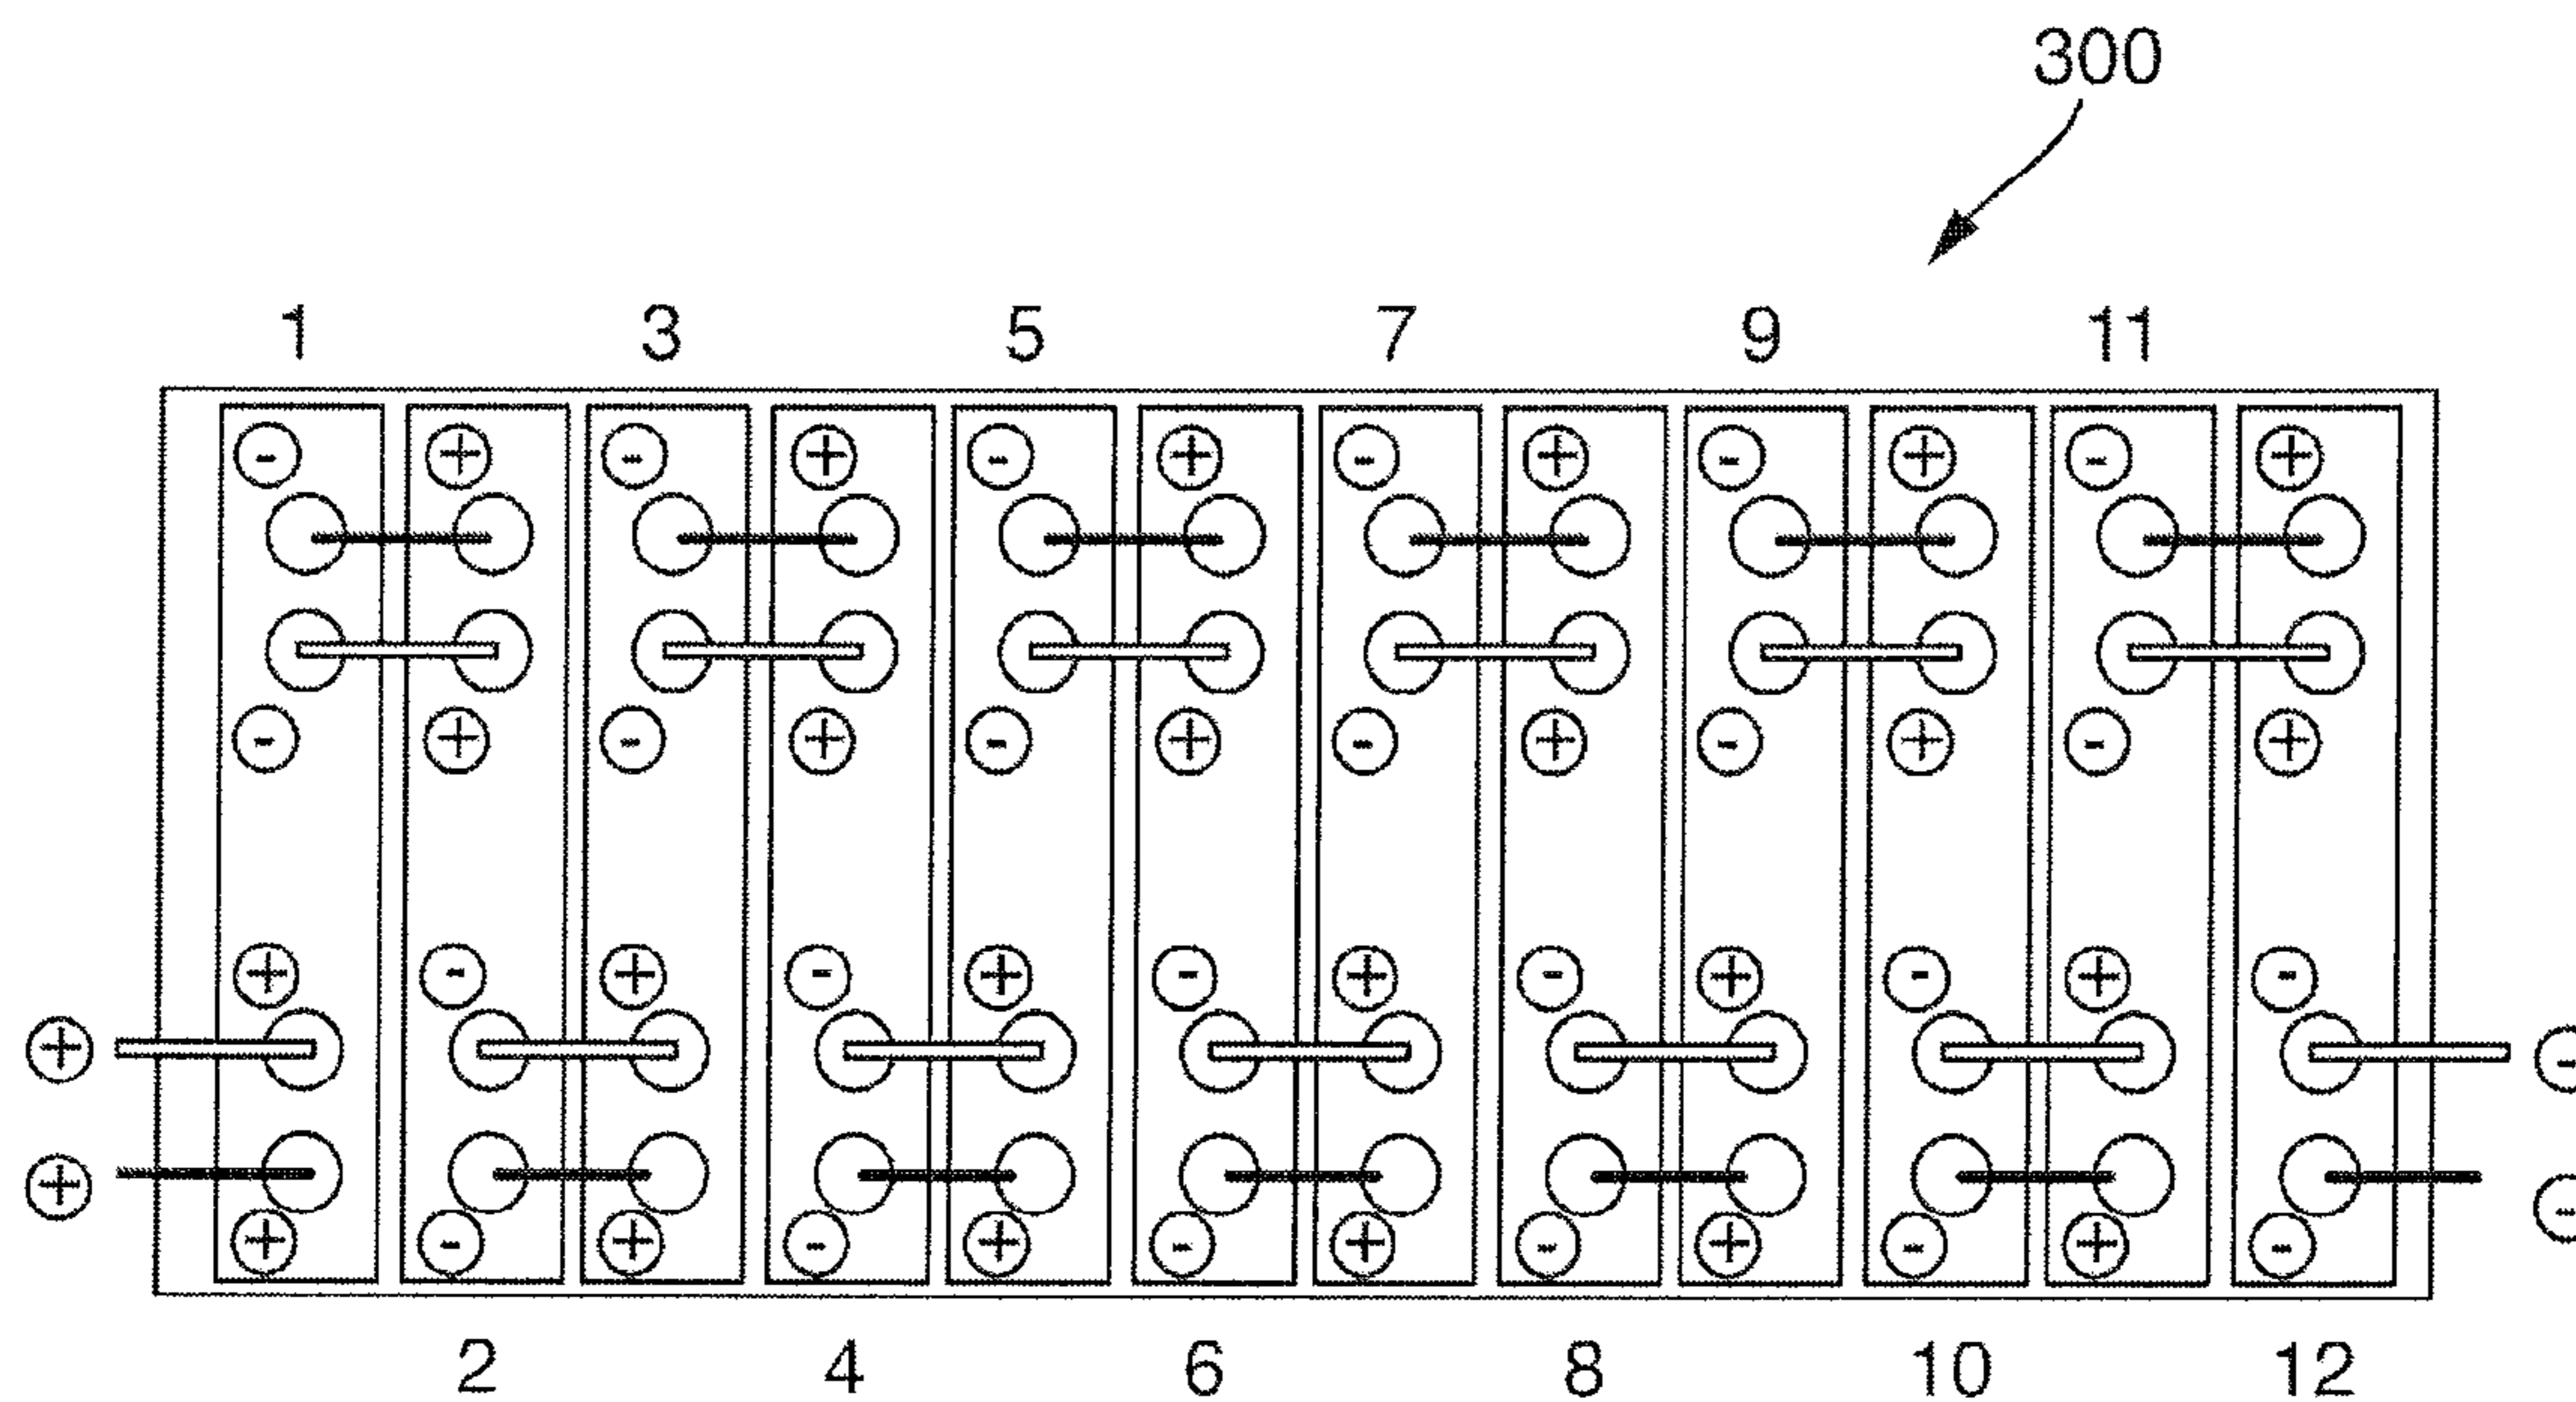 300
1 3 5 7 9 11
- + - + - + - + - + - +
- + - + - + - + - + - +
+ - + - + - + - + - + -
+ -
+ -
+ - + - + - + - + - + -
2 4 6 8 10 12